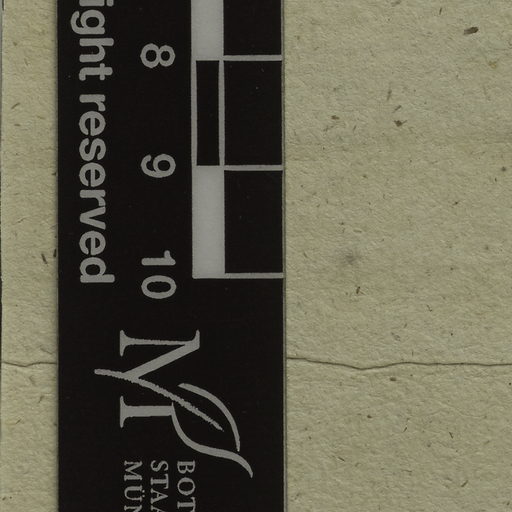 ight reserved
8
9
10
M
BOT
STAA
MÜN